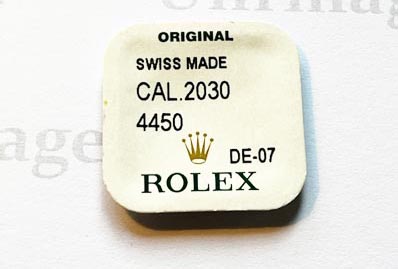 ORIGINAL
SWISS MADE
CAL.2030
4450
DE-07
ROLEX